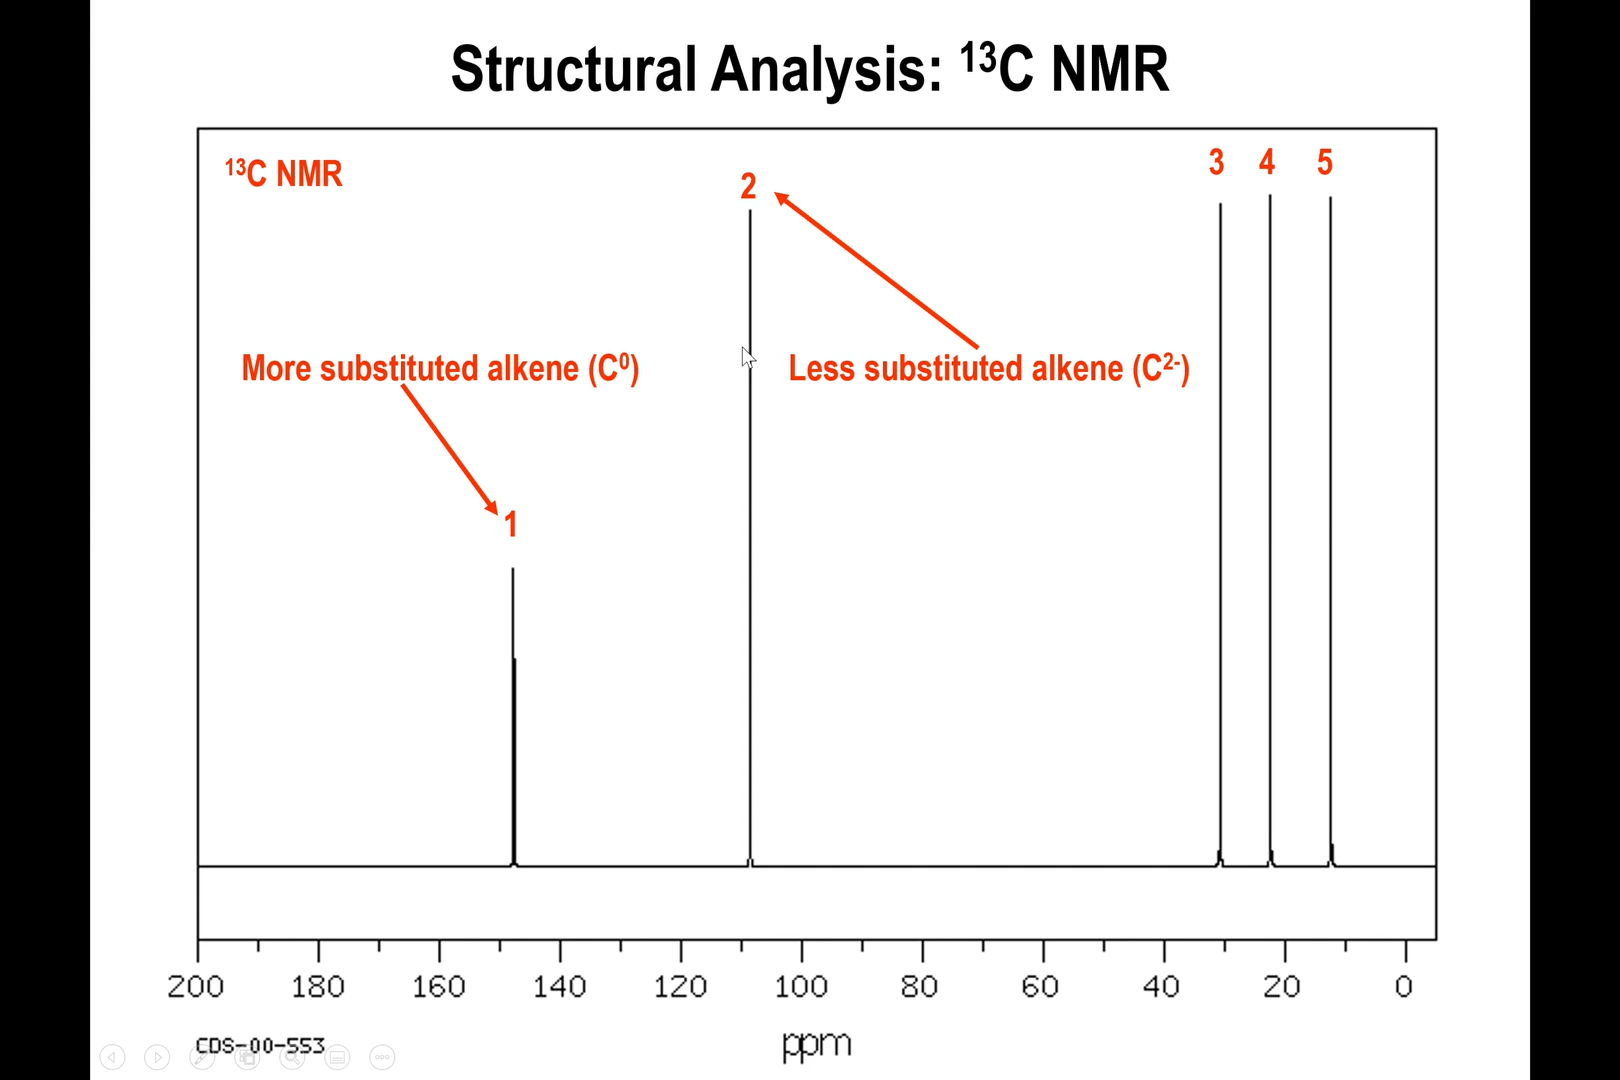 Structural Analysis: ¹³C NMR
¹³C NMR
3 4 5
2
More substituted alkene (C⁰)
Less substituted alkene (C²⁻)
1
200 180 160 140 120 100 80 60 40 20 0
CDS-00-553
ppm